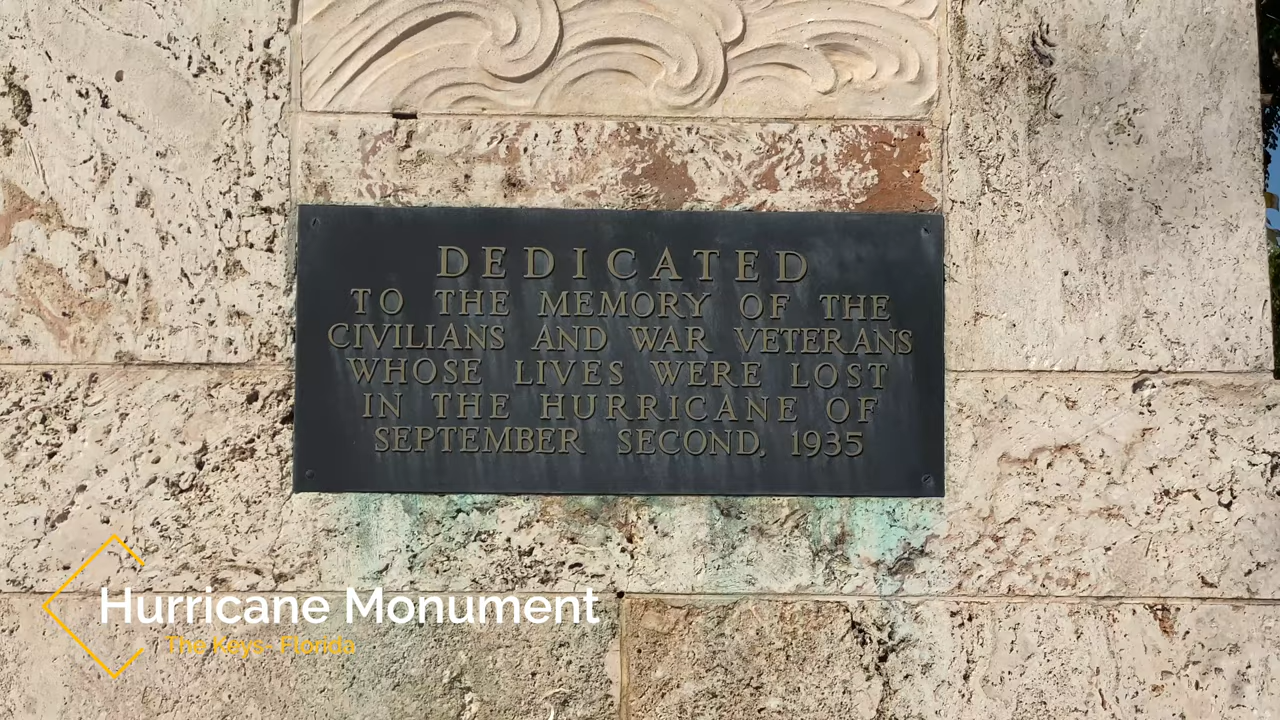 DEDICATED
TO THE MEMORY OF THE
CIVILIANS AND WAR VETERANS
WHOSE LIVES WERE LOST
IN THE HURRICANE OF
SEPTEMBER SECOND, 1935
Hurricane Monument
The Keys- Florida